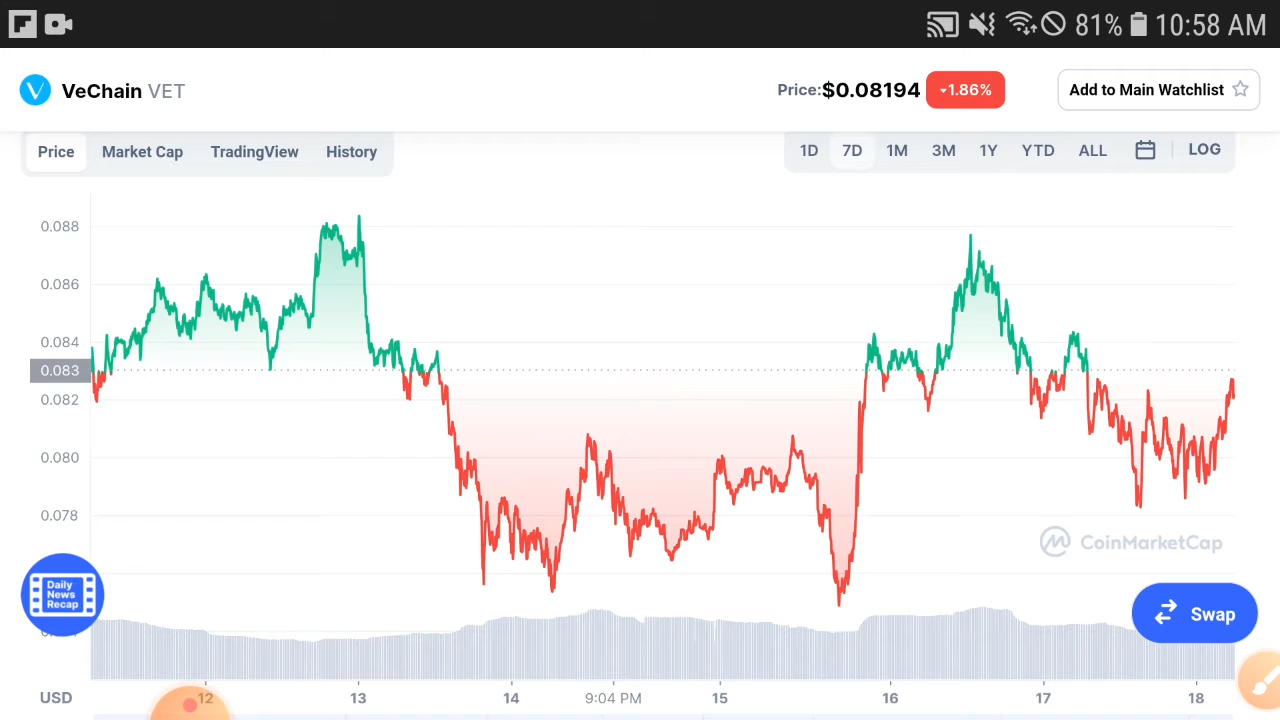 81% 10:58 AM
VeChain VET Price:$0.08194 1.86% Add to Main Watchlist
Price Market Cap TradingView History 1D 7D 1M 3M 1Y YTD ALL LOG
0.088
0.086
0.084
0.083
0.082
0.080
0.078
CoinMarketCap
Daily
News
Recap
Swap
USD 12 13 14 9:04 PM 15 16 17 18